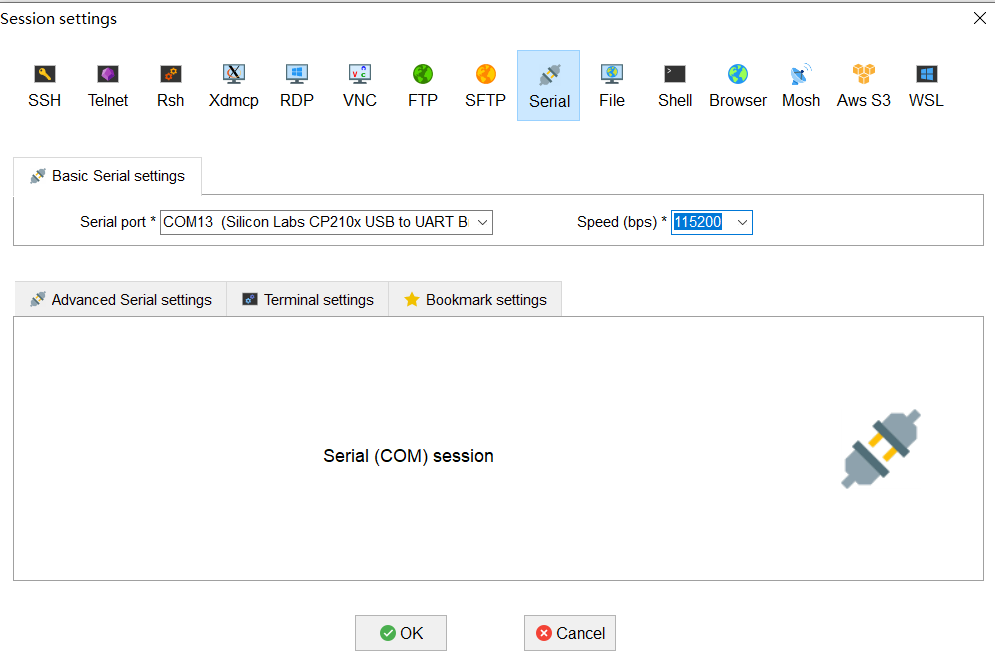 Session settings
SSH Telnet Rsh Xdmcp RDP VNC FTP SFTP Serial File Shell Browser Mosh Aws S3 WSL
Basic Serial settings
Serial port * COM13 (Silicon Labs CP210x USB to UART B Speed (bps) * 115200
Advanced Serial settings Terminal settings Bookmark settings
Serial (COM) session
OK Cancel